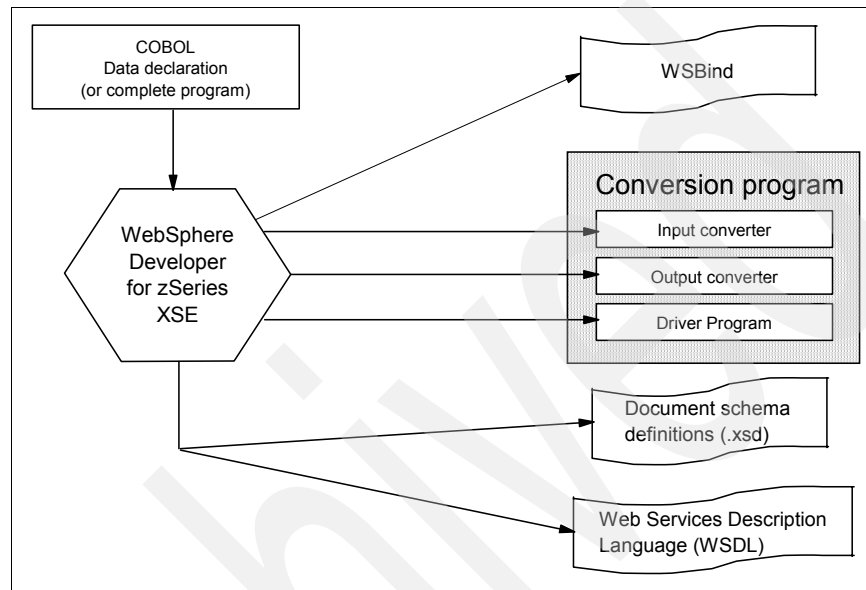 COBOL
Data declaration
(or complete program)
WSBind
WebSphere
Developer
for zSeries
XSE
Conversion program
Input converter
Output converter
Driver Program
Document schema
definitions (.xsd)
Web Services Description
Language (WSDL)